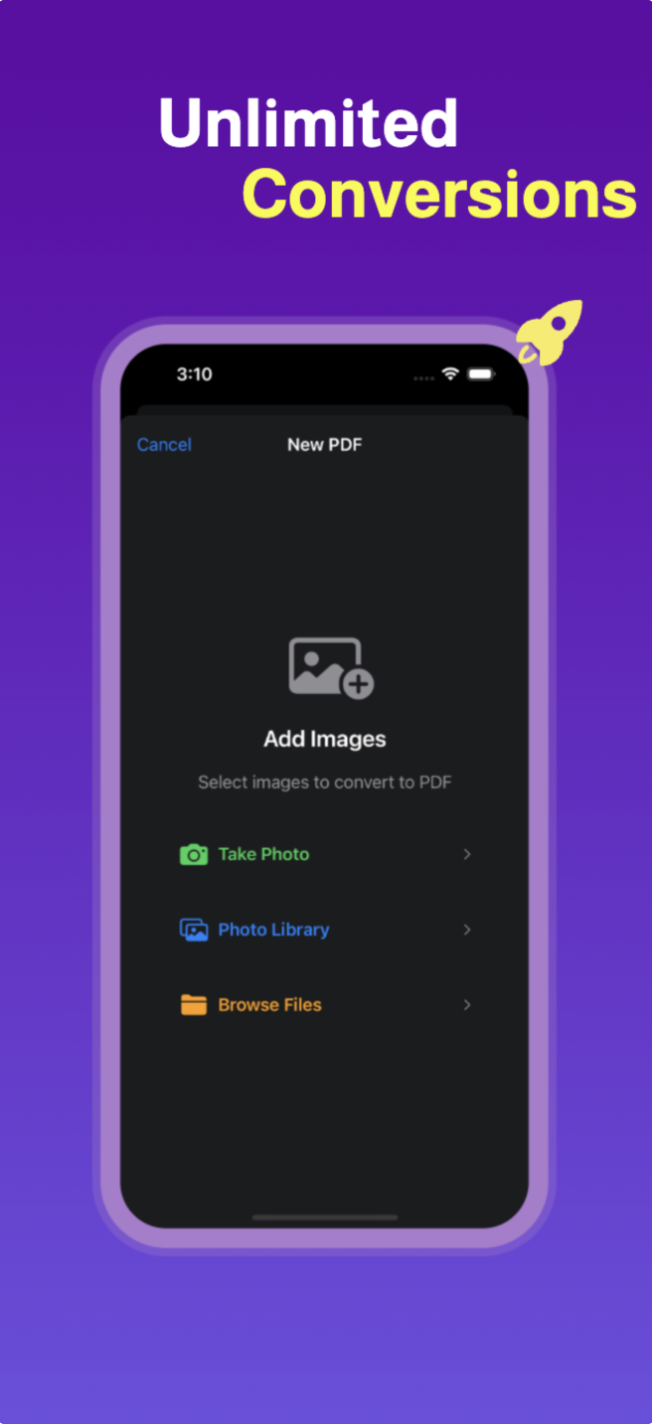 Unlimited
Conversions
3:10
Cancel
New PDF
Add Images
Select images to convert to PDF
Take Photo
Photo Library
Browse Files